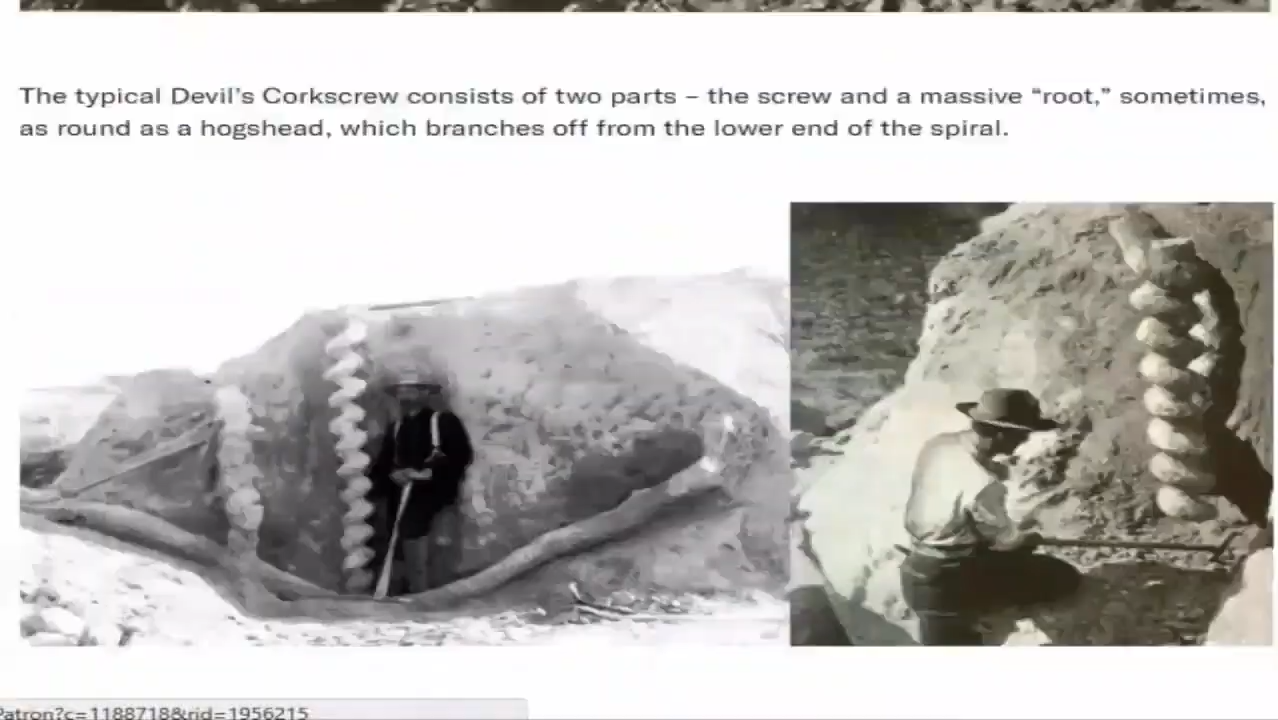 The typical Devil's Corkscrew consists of two parts – the screw and a massive “root,” sometimes,
as round as a hogshead, which branches off from the lower end of the spiral.
Patron?c=1188718&rid=1956215